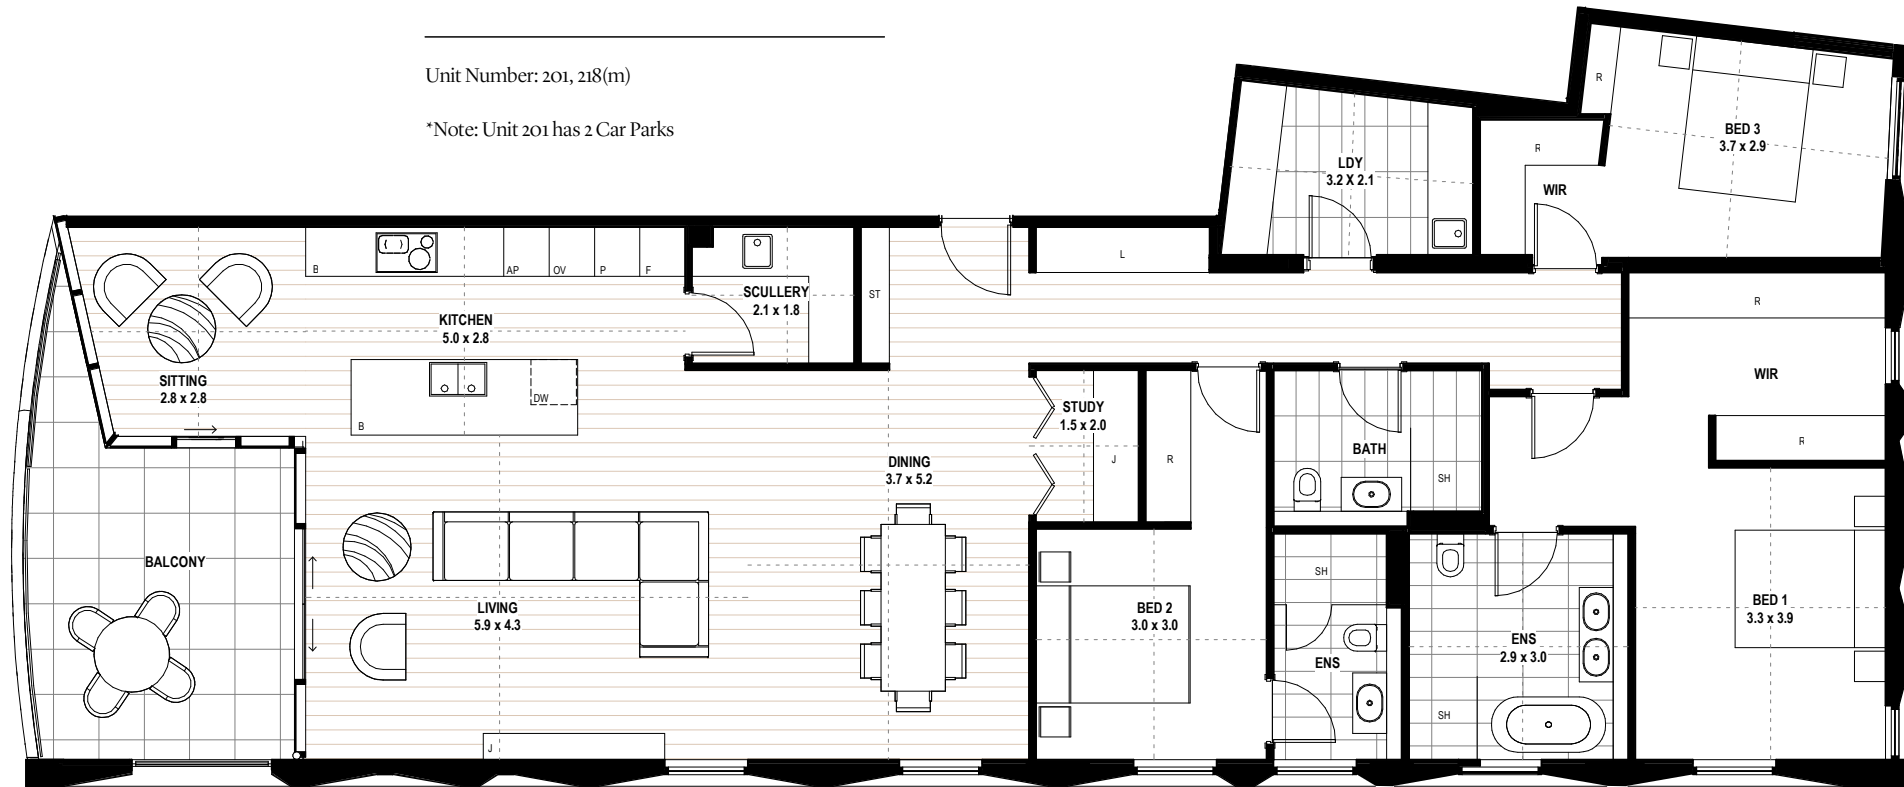 Unit Number: 201, 218(m)
*Note: Unit 201 has 2 Car Parks
R
BED 3
3.7 x 2.9
LDY
3.2 X 2.1
R
WIR
B
AP
OV
P
F
KITCHEN
5.0 x 2.8
SCULLERY
2.1 x 1.8
ST
L
R
WIR
R
SITTING
2.8 x 2.8
DW
B
STUDY
1.5 x 2.0
J
R
BATH
SH
DINING
3.7 x 5.2
BALCONY
LIVING
5.9 x 4.3
J
BED 2
3.0 x 3.0
SH
ENS
ENS
2.9 x 3.0
SH
BED 1
3.3 x 3.9